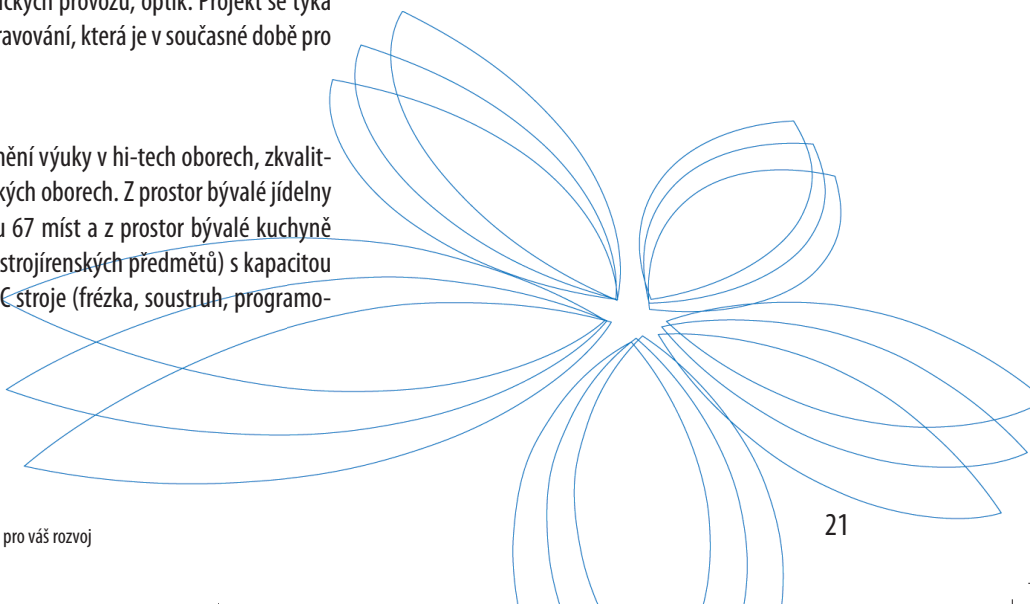 ických provozů, optik. Projekt se týká
ravování, která je v současné době pro
nění výuky v hi-tech oborech, zkvalit-
kých oborech. Z prostor bývalé jídelny
u 67 míst a z prostor bývalé kuchyně
strojírenských předmětů) s kapacitou
C stroje (frézka, soustruh, programo-
pro váš rozvoj
21